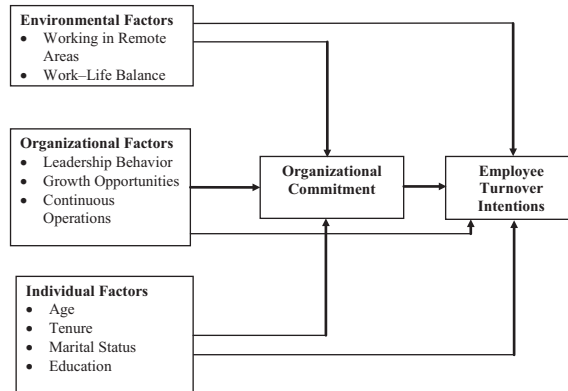 Environmental Factors
• Working in Remote
Areas
• Work–Life Balance
Organizational Factors
• Leadership Behavior
• Growth Opportunities
• Continuous
Operations
Organizational
Commitment
Employee
Turnover
Intentions
Individual Factors
• Age
• Tenure
• Marital Status
• Education